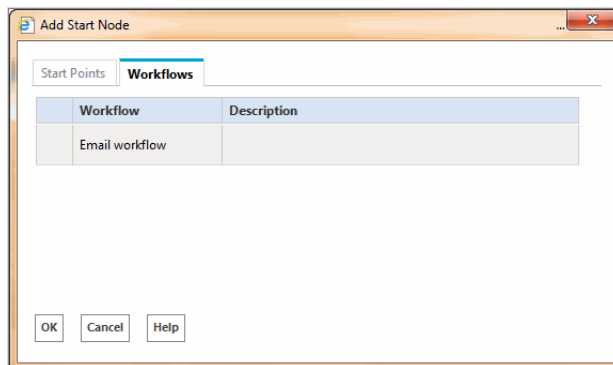 Add Start Node ...
Start Points Workflows
Workflow Description
Email workflow
OK Cancel Help